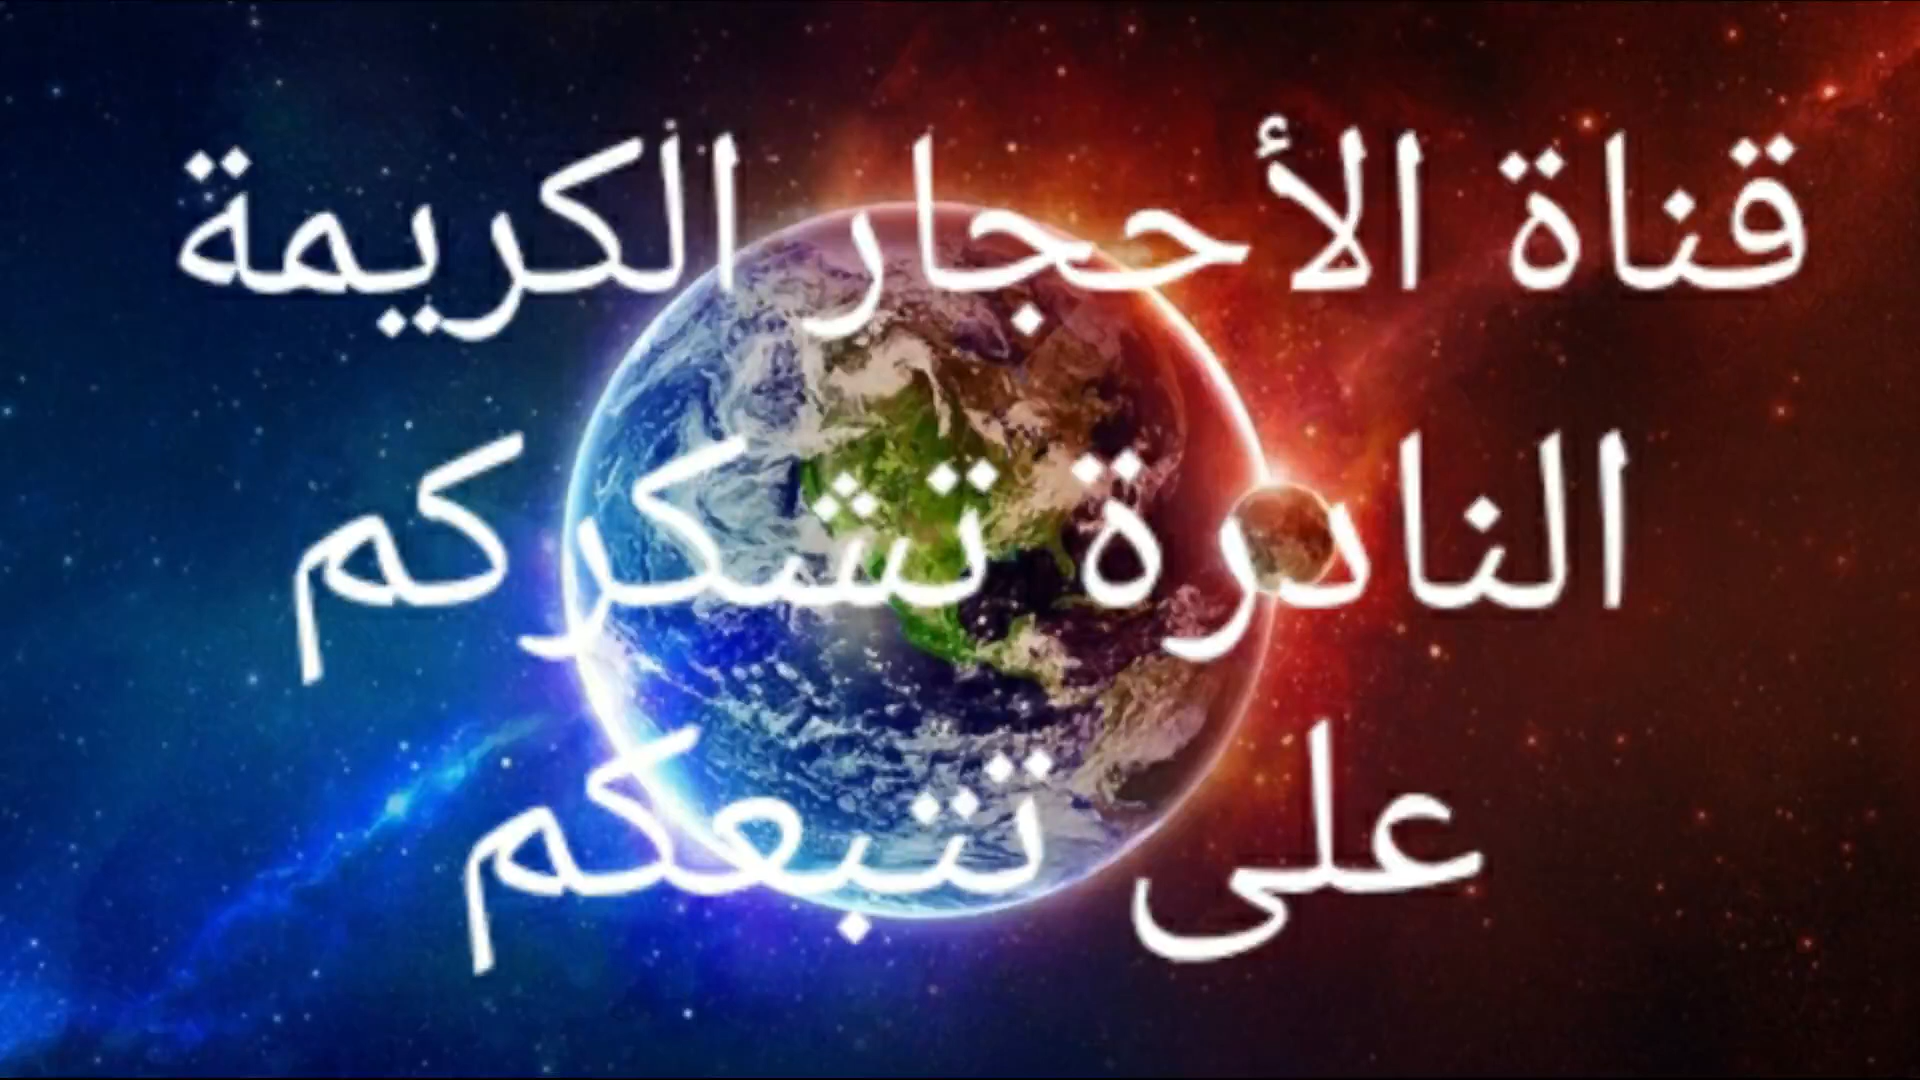 قناة الأحجار الكريمة
النادرة تشكركم
على تتبعكم